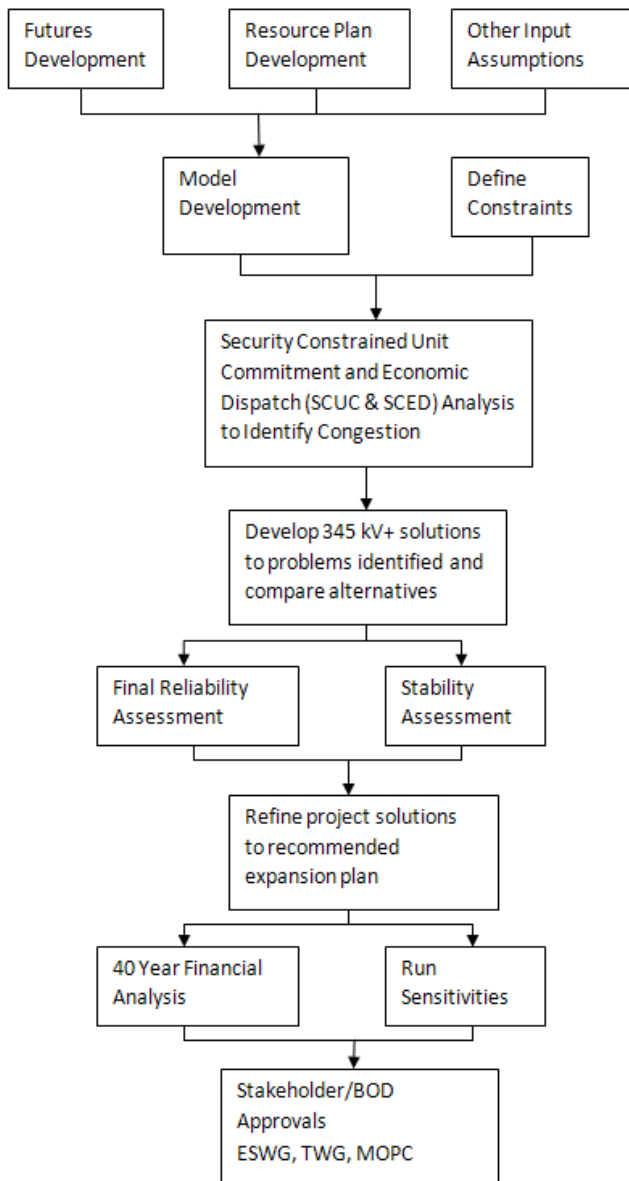 Futures
Development
Resource Plan
Development
Other Input
Assumptions
Model
Development
Define
Constraints
Security Constrained Unit
Commitment and Economic
Dispatch (SCUC & SCED) Analysis
to Identify Congestion
Develop 345 kV+ solutions
to problems identified and
compare alternatives
Final Reliability
Assessment
Stability
Assessment
Refine project solutions
to recommended
expansion plan
40 Year Financial
Analysis
Run
Sensitivities
Stakeholder/BOD
Approvals
ESWG, TWG, MOPC